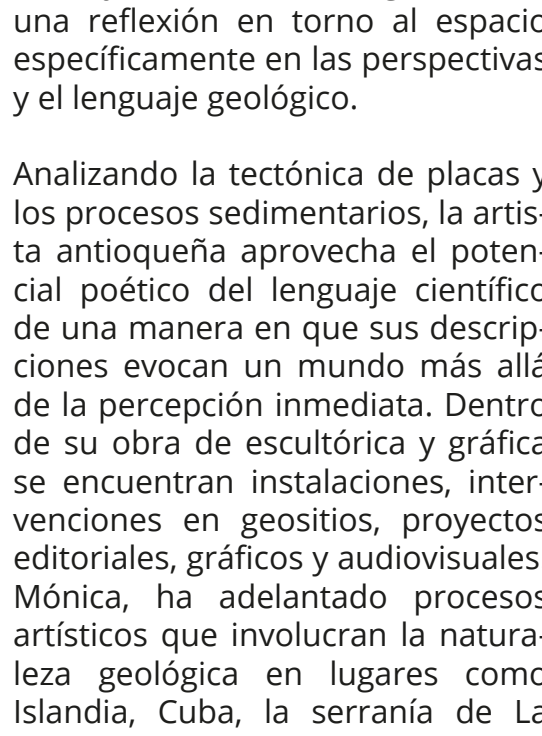 una reflexión en torno al espacio
específicamente en las perspectivas
y el lenguaje geológico.
Analizando la tectónica de placas y
los procesos sedimentarios, la artis-
ta antioqueña aprovecha el poten-
cial poético del lenguaje científico
de una manera en que sus descrip-
ciones evocan un mundo más allá
de la percepción inmediata. Dentro
de su obra de escultórica y gráfica
se encuentran instalaciones, inter-
venciones en geositios, proyectos
editoriales, gráficos y audiovisuales
Mónica, ha adelantado procesos
artísticos que involucran la natura-
leza geológica en lugares como
Islandia, Cuba, la serranía de La